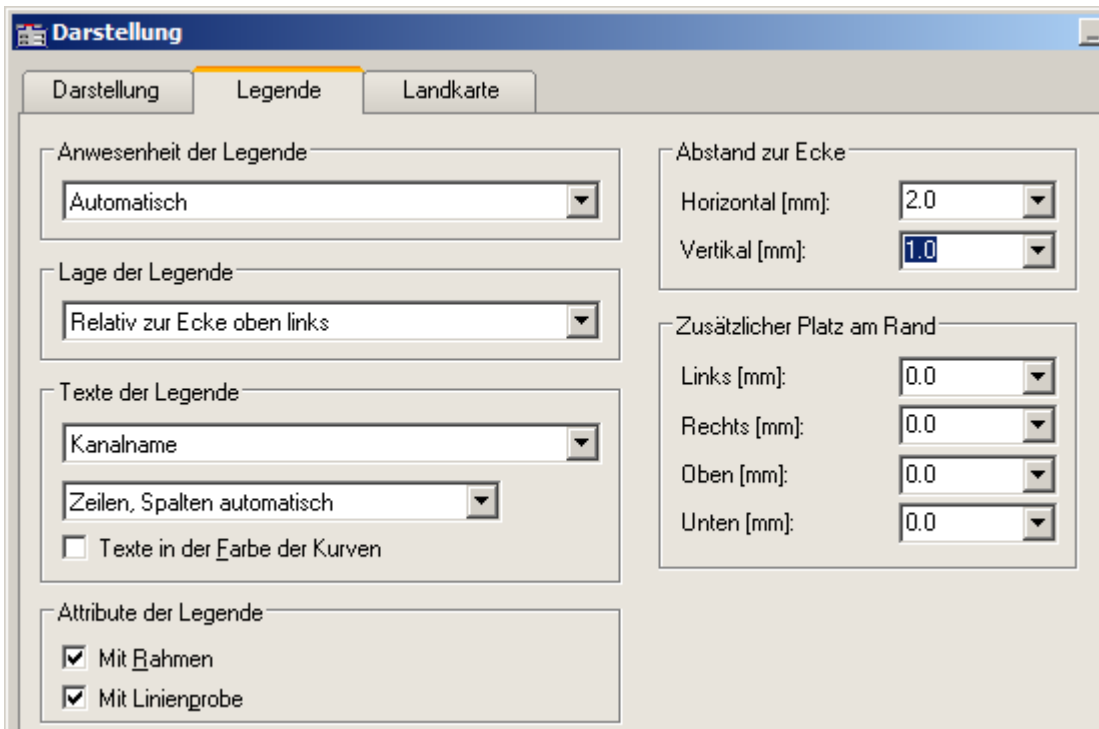 Darstellung
Darstellung Legende Landkarte
Anwesenheit der Legende
Automatisch
Lage der Legende
Relativ zur Ecke oben links
Texte der Legende
Kanalname
Zeilen, Spalten automatisch
Texte in der Farbe der Kurven
Attribute der Legende
Mit Rahmen
Mit Linienprobe
Abstand zur Ecke
Horizontal [mm]: 2.0
Vertikal [mm]: 1.0
Zusätzlicher Platz am Rand
Links [mm]: 0.0
Rechts [mm]: 0.0
Oben [mm]: 0.0
Unten [mm]: 0.0